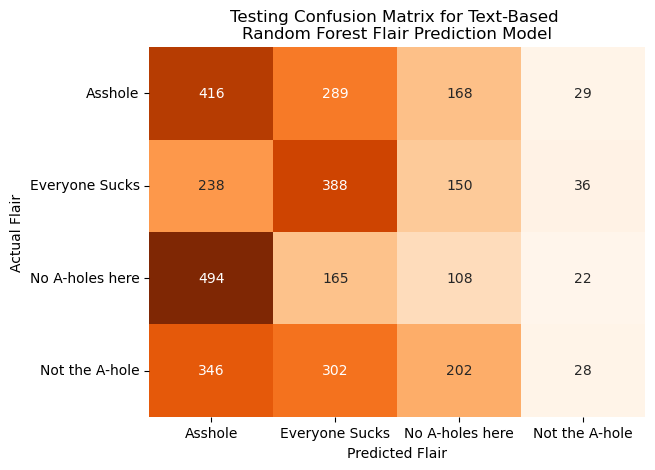 Testing Confusion Matrix for Text-Based
Random Forest Flair Prediction Model
Actual Flair
Asshole 416 289 168 29
Everyone Sucks 238 388 150 36
No A-holes here 494 165 108 22
Not the A-hole 346 302 202 28
Asshole Everyone Sucks No A-holes here Not the A-hole
Predicted Flair